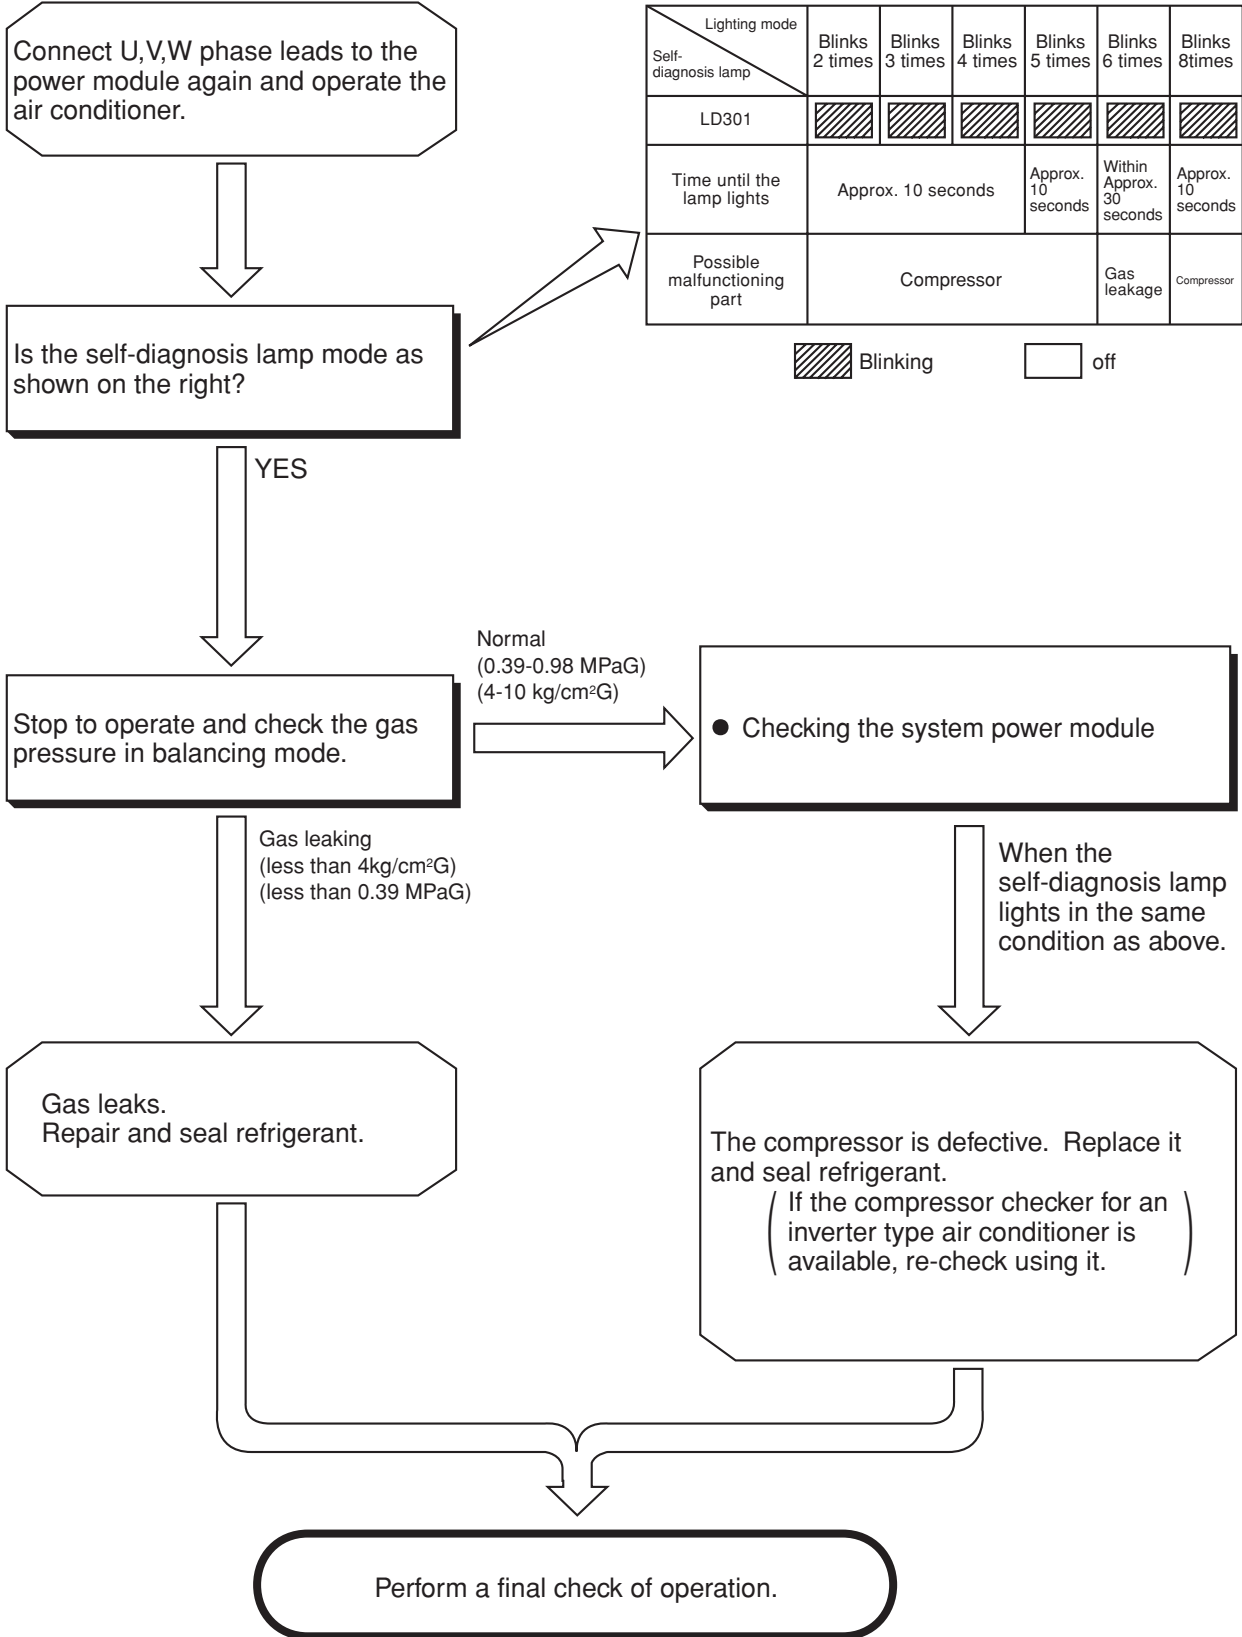 Connect U,V,W phase leads to the
power module again and operate the
air conditioner.
Lighting mode
Self-
diagnosis lamp
Blinks
2 times
Blinks
3 times
Blinks
4 times
Blinks
5 times
Blinks
6 times
Blinks
8times
LD301
Time until the
lamp lights
Approx. 10 seconds
Approx.
10
seconds
Within
Approx.
30
seconds
Approx.
10
seconds
Possible
malfunctioning
part
Compressor
Gas
leakage
Compressor
Blinking
off
Is the self-diagnosis lamp mode as
shown on the right?
YES
Stop to operate and check the gas
pressure in balancing mode.
Normal
(0.39-0.98 MPaG)
(4-10 kg/cm²G)
● Checking the system power module
Gas leaking
(less than 4kg/cm²G)
(less than 0.39 MPaG)
When the
self-diagnosis lamp
lights in the same
condition as above.
Gas leaks.
Repair and seal refrigerant.
The compressor is defective. Replace it
and seal refrigerant.
( If the compressor checker for an
inverter type air conditioner is
available, re-check using it. )
Perform a final check of operation.